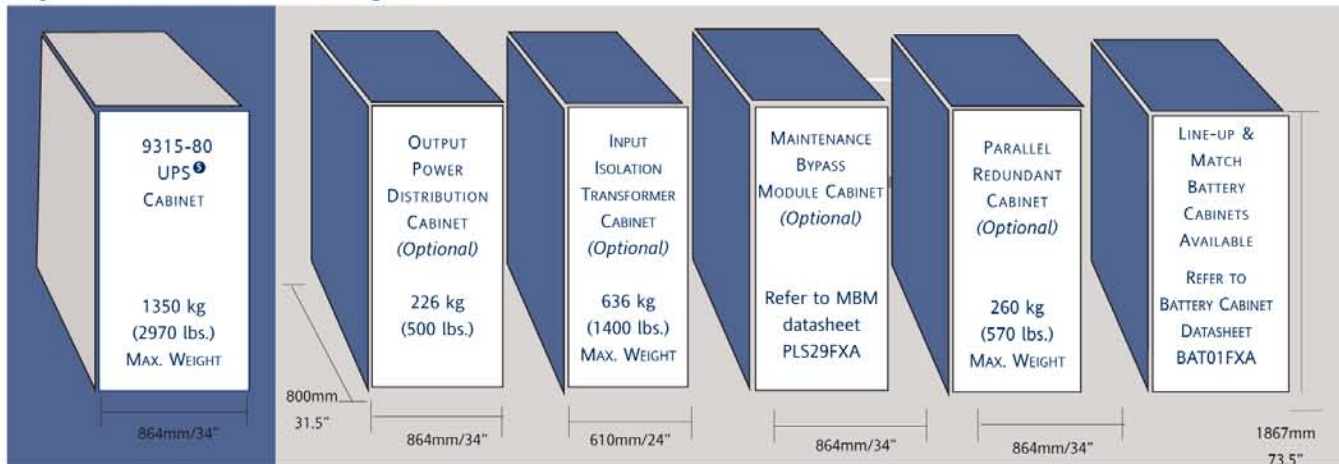 9315-80
UPS❺
CABINET
1350 kg
(2970 lbs.)
MAX. WEIGHT
864mm/34"
OUTPUT
POWER
DISTRIBUTION
CABINET
(Optional)
226 kg
(500 lbs.)
800mm
31.5"
864mm/34"
INPUT
ISOLATION
TRANSFORMER
CABINET
(Optional)
636 kg
(1400 lbs.)
MAX. WEIGHT
610mm/24"
MAINTENANCE
BYPASS
MODULE CABINET
(Optional)
Refer to MBM
datasheet
PLS29FXA
864mm/34"
PARALLEL
REDUNDANT
CABINET
(Optional)
260 kg
(570 lbs.)
MAX. WEIGHT
864mm/34"
LINE-UP &
MATCH
BATTERY
CABINETS
AVAILABLE
REFER TO
BATTERY CABINET
DATASHEET
BAT01FXA
1867mm
73.5"